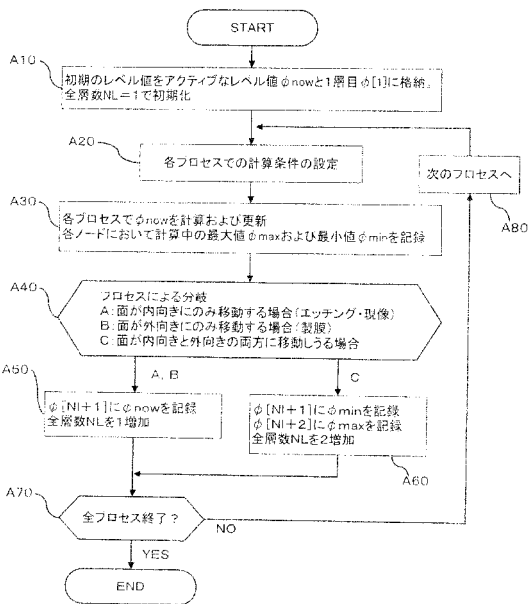 START
A10
初期のレベル値をアクティブなレベル値φnowと1層目φ[1]に格納。
全層数NL=1で初期化
A20
各プロセスでの計算条件の設定
次のプロセスへ
A80
A30
各プロセスでφnowを計算および更新
各ノードにおいて計算中の最大値φmaxおよび最小値φminを記録
A40
プロセスによる分岐
A:面が内向きにのみ移動する場合(エッチング・現像)
B:面が外向きにのみ移動する場合(製膜)
C:面が内向きと外向きの両方に移動しうる場合
A, B
C
A50
φ[Nl+1]にφnowを記録
全層数NLを1増加
φ[Nl+1]にφminを記録
φ[Nl+2]にφmaxを記録
全層数NLを2増加
A60
A70
全プロセス終了?
NO
YES
END